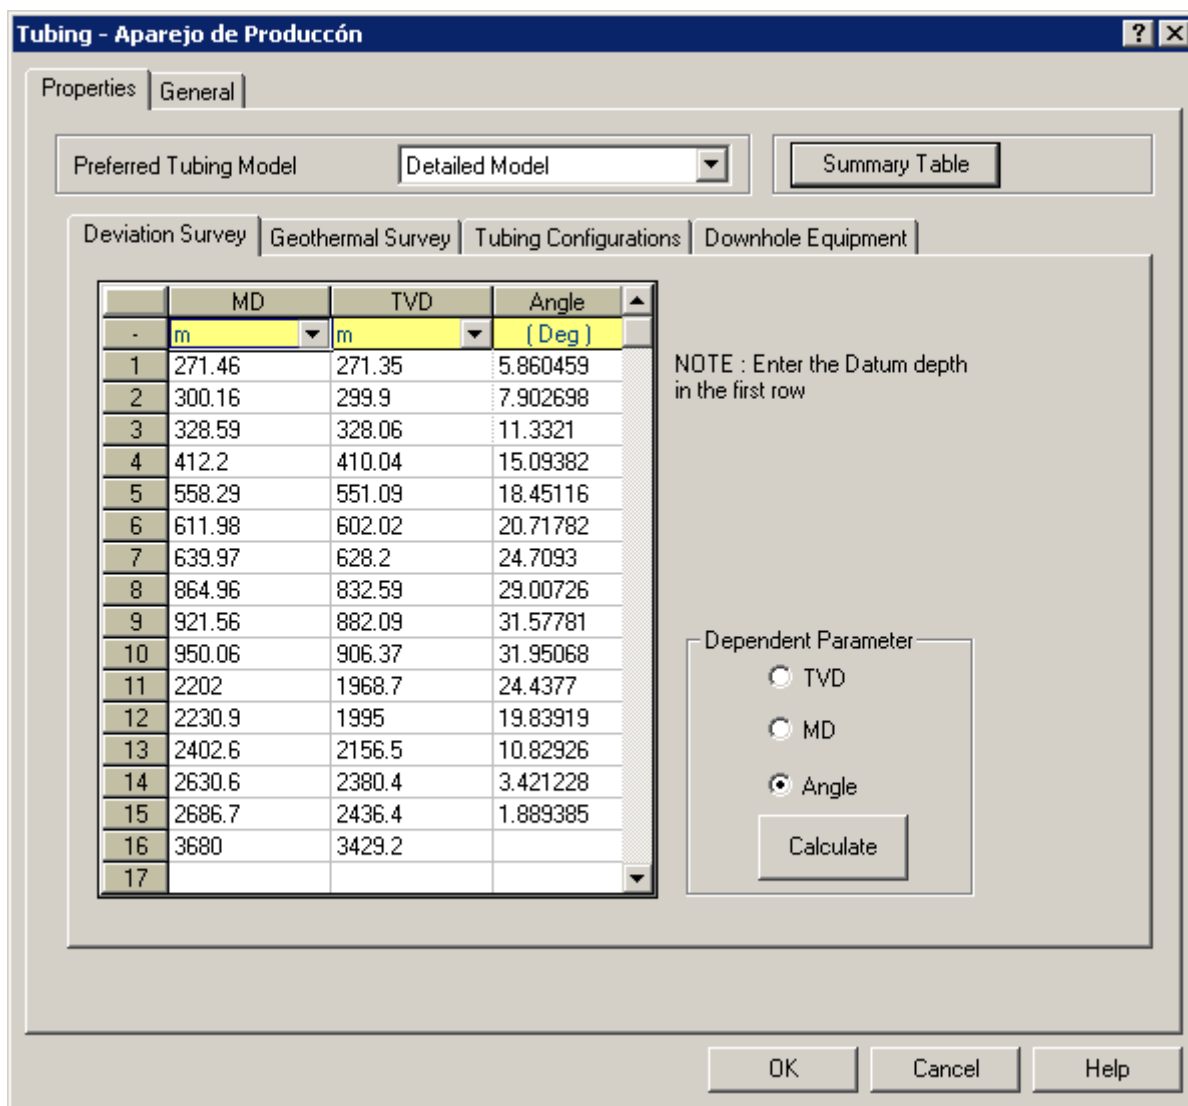 Tubing - Aparejo de Produccón
Properties General
Preferred Tubing Model Detailed Model Summary Table
Deviation Survey Geothermal Survey Tubing Configurations Downhole Equipment
MD TVD Angle
- m m ( Deg )
1 271.46 271.35 5.860459
2 300.16 299.9 7.902698
3 328.59 328.06 11.3321
4 412.2 410.04 15.09382
5 558.29 551.09 18.45116
6 611.98 602.02 20.71782
7 639.97 628.2 24.7093
8 864.96 832.59 29.00726
9 921.56 882.09 31.57781
10 950.06 906.37 31.95068
11 2202 1968.7 24.4377
12 2230.9 1995 19.83919
13 2402.6 2156.5 10.82926
14 2630.6 2380.4 3.421228
15 2686.7 2436.4 1.889385
16 3680 3429.2
17
NOTE : Enter the Datum depth
in the first row
Dependent Parameter
TVD
MD
Angle
Calculate
OK Cancel Help